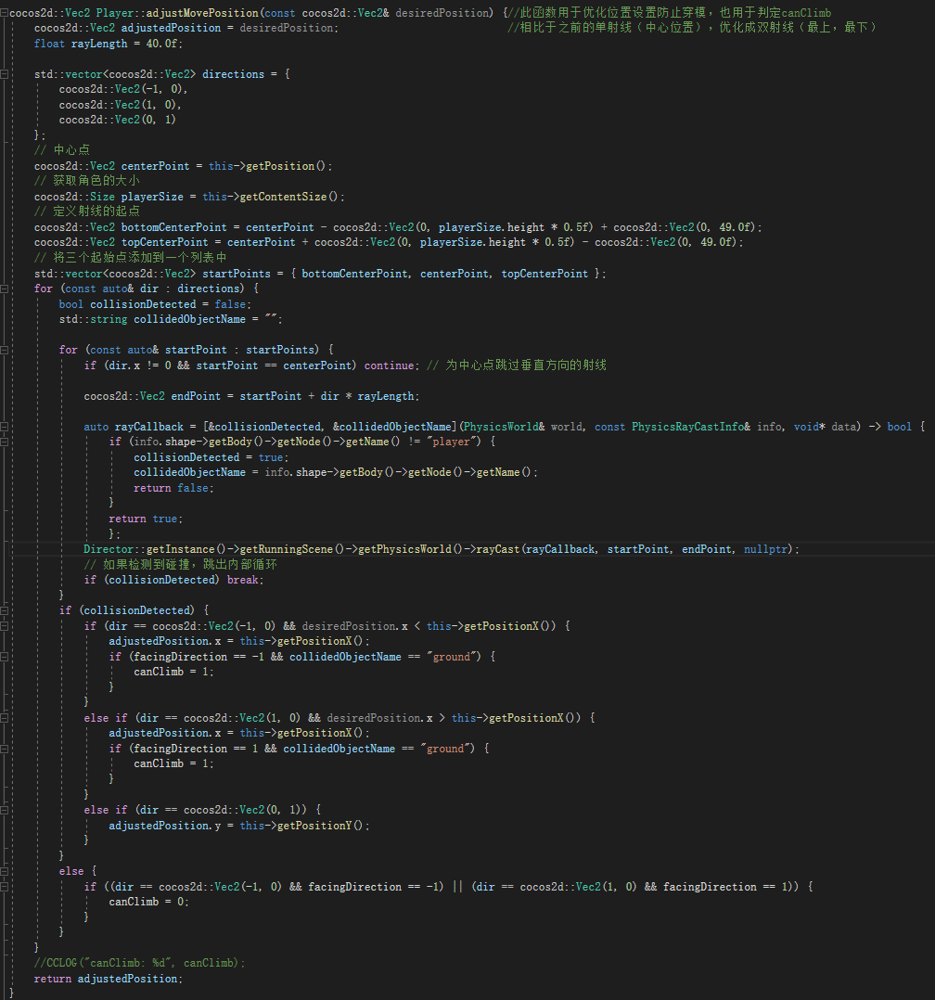 cocos2d::Vec2 Player::adjustMovePosition(const cocos2d::Vec2& desiredPosition) {//此函数用于优化位置设置防止穿模，也用于判定canClimb
    cocos2d::Vec2 adjustedPosition = desiredPosition;                           //相比于之前的单射线（中心位置），优化成双射线（最上，最下）
    float rayLength = 40.0f;

    std::vector<cocos2d::Vec2> directions = {
        cocos2d::Vec2(-1, 0),
        cocos2d::Vec2(1, 0),
        cocos2d::Vec2(0, 1)
    };
    // 中心点
    cocos2d::Vec2 centerPoint = this->getPosition();
    // 获取角色的大小
    cocos2d::Size playerSize = this->getContentSize();
    // 定义射线的起点
    cocos2d::Vec2 bottomCenterPoint = centerPoint - cocos2d::Vec2(0, playerSize.height * 0.5f) + cocos2d::Vec2(0, 49.0f);
    cocos2d::Vec2 topCenterPoint = centerPoint + cocos2d::Vec2(0, playerSize.height * 0.5f) - cocos2d::Vec2(0, 49.0f);
    // 将三个起始点添加到一个列表中
    std::vector<cocos2d::Vec2> startPoints = { bottomCenterPoint, centerPoint, topCenterPoint };
    for (const auto& dir : directions) {
        bool collisionDetected = false;
        std::string collidedObjectName = "";

        for (const auto& startPoint : startPoints) {
            if (dir.x != 0 && startPoint == centerPoint) continue; // 为中心点跳过垂直方向的射线

            cocos2d::Vec2 endPoint = startPoint + dir * rayLength;

            auto rayCallback = [&collisionDetected, &collidedObjectName](PhysicsWorld& world, const PhysicsRayCastInfo& info, void* data) -> bool {
                if (info.shape->getBody()->getNode()->getName() != "player") {
                    collisionDetected = true;
                    collidedObjectName = info.shape->getBody()->getNode()->getName();
                    return false;
                }
                return true;
                };
            Director::getInstance()->getRunningScene()->getPhysicsWorld()->rayCast(rayCallback, startPoint, endPoint, nullptr);
            // 如果检测到碰撞，跳出内部循环
            if (collisionDetected) break;
        }
        if (collisionDetected) {
            if (dir == cocos2d::Vec2(-1, 0) && desiredPosition.x < this->getPositionX()) {
                adjustedPosition.x = this->getPositionX();
                if (facingDirection == -1 && collidedObjectName == "ground") {
                    canClimb = 1;
                }
            }
            else if (dir == cocos2d::Vec2(1, 0) && desiredPosition.x > this->getPositionX()) {
                adjustedPosition.x = this->getPositionX();
                if (facingDirection == 1 && collidedObjectName == "ground") {
                    canClimb = 1;
                }
            }
            else if (dir == cocos2d::Vec2(0, 1)) {
                adjustedPosition.y = this->getPositionY();
            }
        }
        else {
            if ((dir == cocos2d::Vec2(-1, 0) && facingDirection == -1) || (dir == cocos2d::Vec2(1, 0) && facingDirection == 1)) {
                canClimb = 0;
            }
        }
    }
    //CCLOG("canClimb: %d", canClimb);
    return adjustedPosition;
}